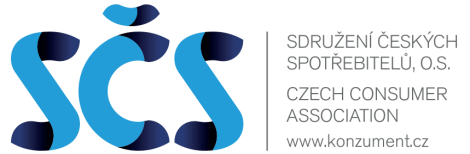 SČS
SDRUŽENÍ ČESKÝCH
SPOTŘEBITELŮ, O.S.
CZECH CONSUMER
ASSOCIATION
www.konzument.cz